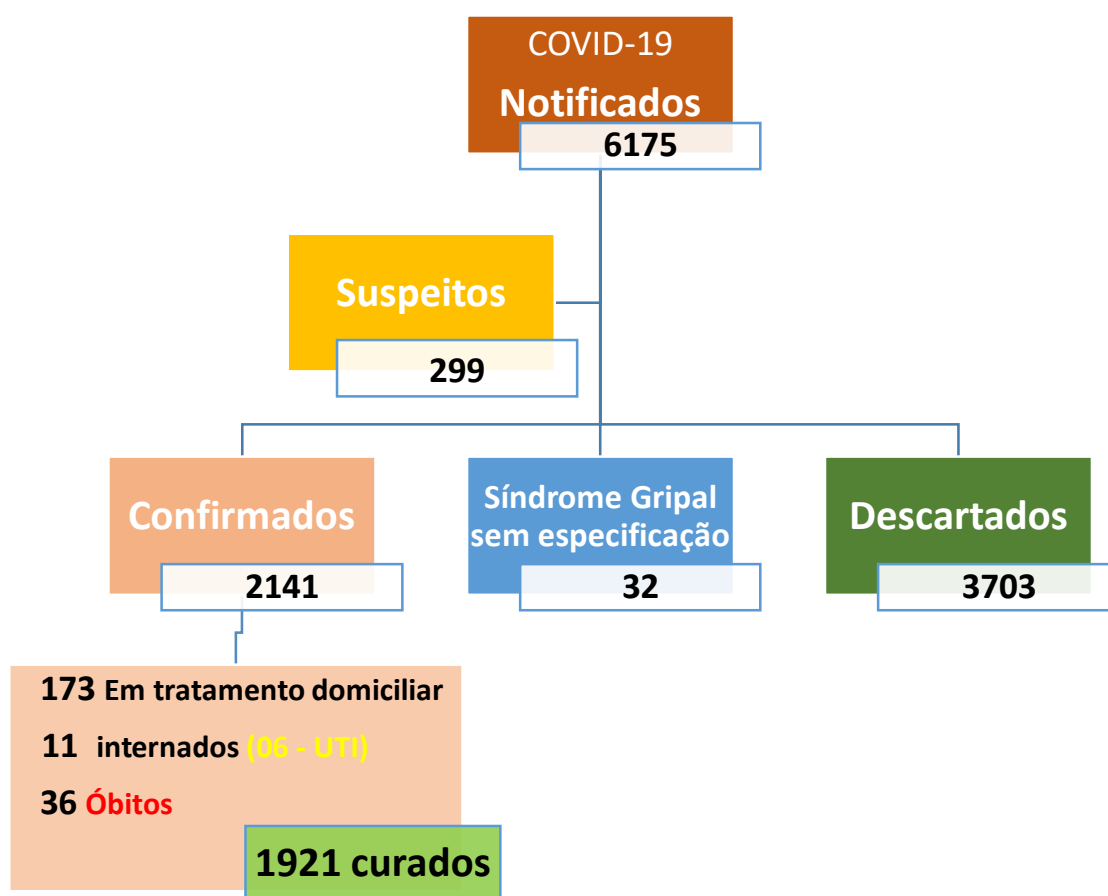 COVID-19
Notificados
6175
Suspeitos
299
Confirmados
2141
Síndrome Gripal
sem especificação
32
Descartados
3703
173 Em tratamento domiciliar
11 internados (06 - UTI)
36 Óbitos
1921 curados